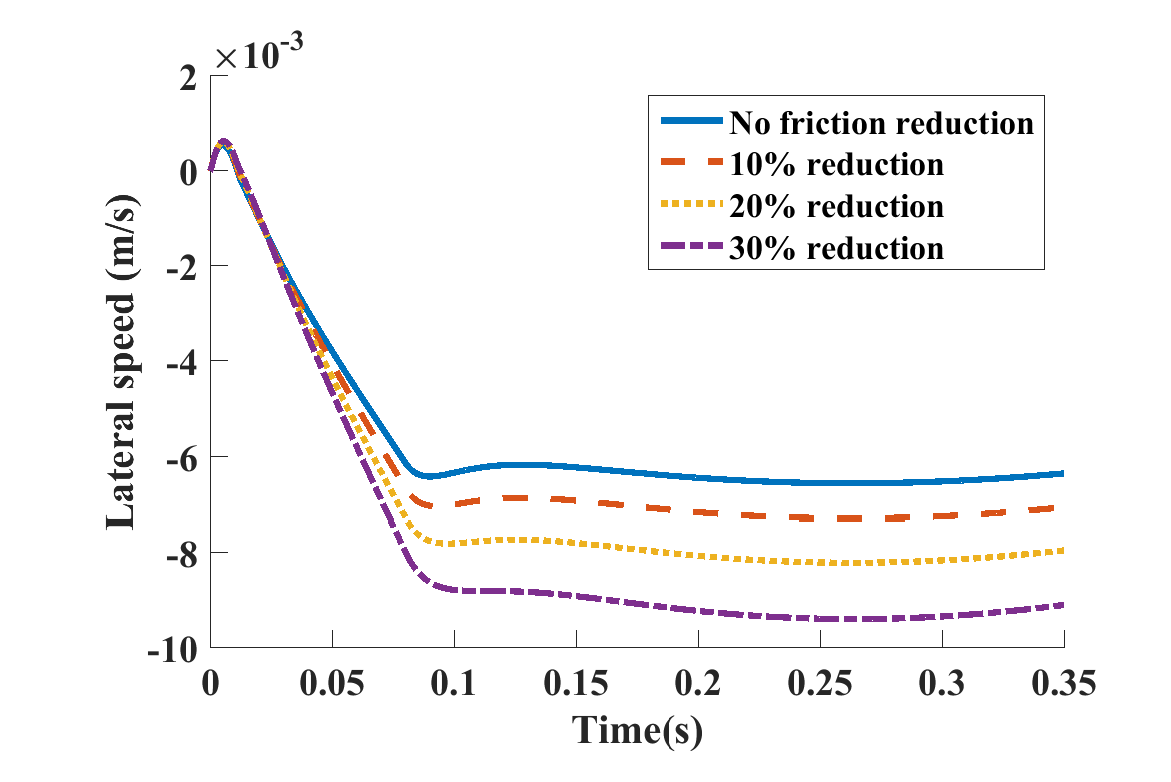 ×10-3
2
0
-2
-4
-6
-8
-10
Lateral speed (m/s)
No friction reduction
10% reduction
20% reduction
30% reduction
0 0.05 0.1 0.15 0.2 0.25 0.3 0.35
Time(s)